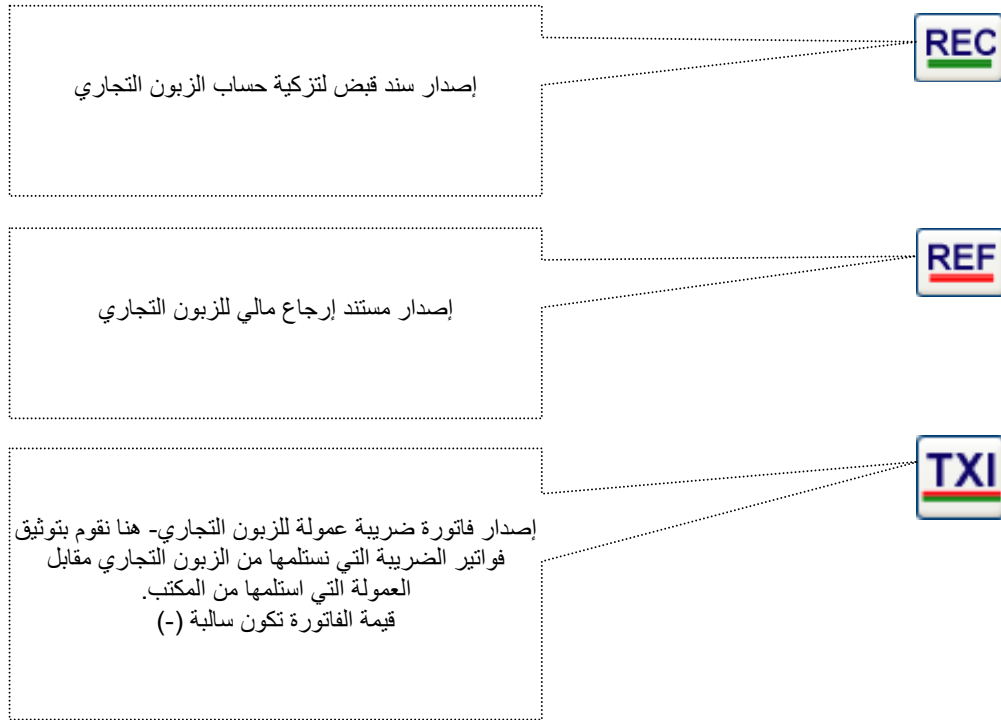 REC
إصدار سند قبض لتزكية حساب الزبون التجاري
REF
إصدار مستند إرجاع مالي للزبون التجاري
TXI
إصدار فاتورة ضريبة عمولة للزبون التجاري- هنا نقوم بتوثيق
فواتير الضريبة التي نستلمها من الزبون التجاري مقابل
العمولة التي استلمها من المكتب.
قيمة الفاتورة تكون سالبة (-)